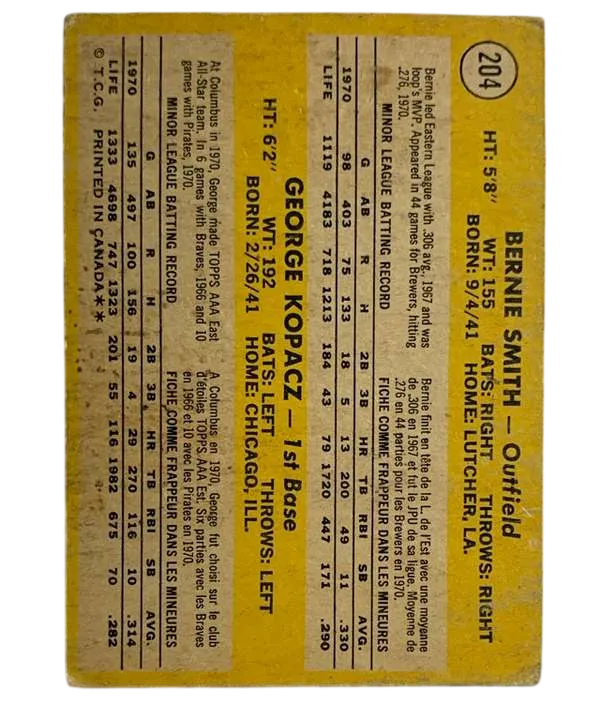 204
BERNIE SMITH — Outfield
HT: 5'8" WT: 155 BATS: RIGHT THROWS: RIGHT
BORN: 9/4/41 HOME: LUTCHER, LA.
Bernie led Eastern League with .306 avg., 1967 and was
loop's MVP. Appeared in 44 games for Brewers, hitting
.276, 1970.
Bernie finit en tête de la L. de l'Est avec une moyenne
de .306 en 1967 et fut le JPU de sa ligue. Moyenne de
.276 en 44 parties pour les Brewers en 1970.
MINOR LEAGUE BATTING RECORD FICHE COMME FRAPPEUR DANS LES MINEURES
G AB R H 2B 3B HR TB RBI SB AVG.
1970 98 403 75 133 18 5 13 200 49 11 .330
LIFE 1119 4183 718 1213 184 43 79 1720 447 171 .290
GEORGE KOPACZ — 1st Base
HT: 6'2" WT: 192 BATS: LEFT THROWS: LEFT
BORN: 2/26/41 HOME: CHICAGO, ILL.
At Columbus in 1970, George made TOPPS AAA East
All-Star team. In 6 games with Braves, 1966 and 10
games with Pirates, 1970.
A Columbus en 1970, George fut choisi sur le club
d'étoiles TOPPS AAA Est. Six parties avec les Braves
en 1966 et 10 avec les Pirates en 1970.
MINOR LEAGUE BATTING RECORD FICHE COMME FRAPPEUR DANS LES MINEURES
G AB R H 2B 3B HR TB RBI SB AVG.
1970 135 497 100 156 19 4 29 270 116 10 .314
LIFE 1333 4698 747 1323 201 55 116 1982 675 70 .282
© T.C.G. PRINTED IN CANADA**